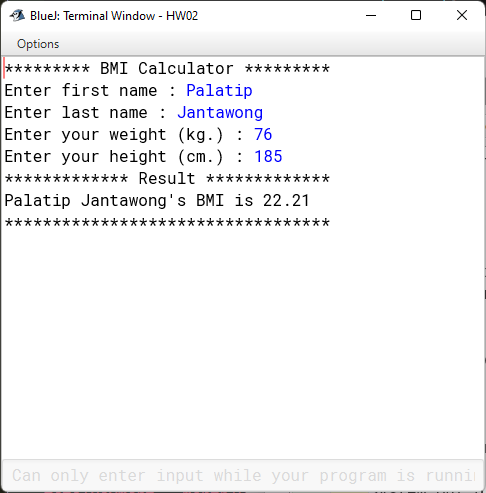 BlueJ: Terminal Window - HW02
Options
********* BMI Calculator *********
Enter first name : Palatip
Enter last name : Jantawong
Enter your weight (kg.) : 76
Enter your height (cm.) : 185
************* Result *************
Palatip Jantawong's BMI is 22.21
**********************************
Can only enter input while your program is runnin